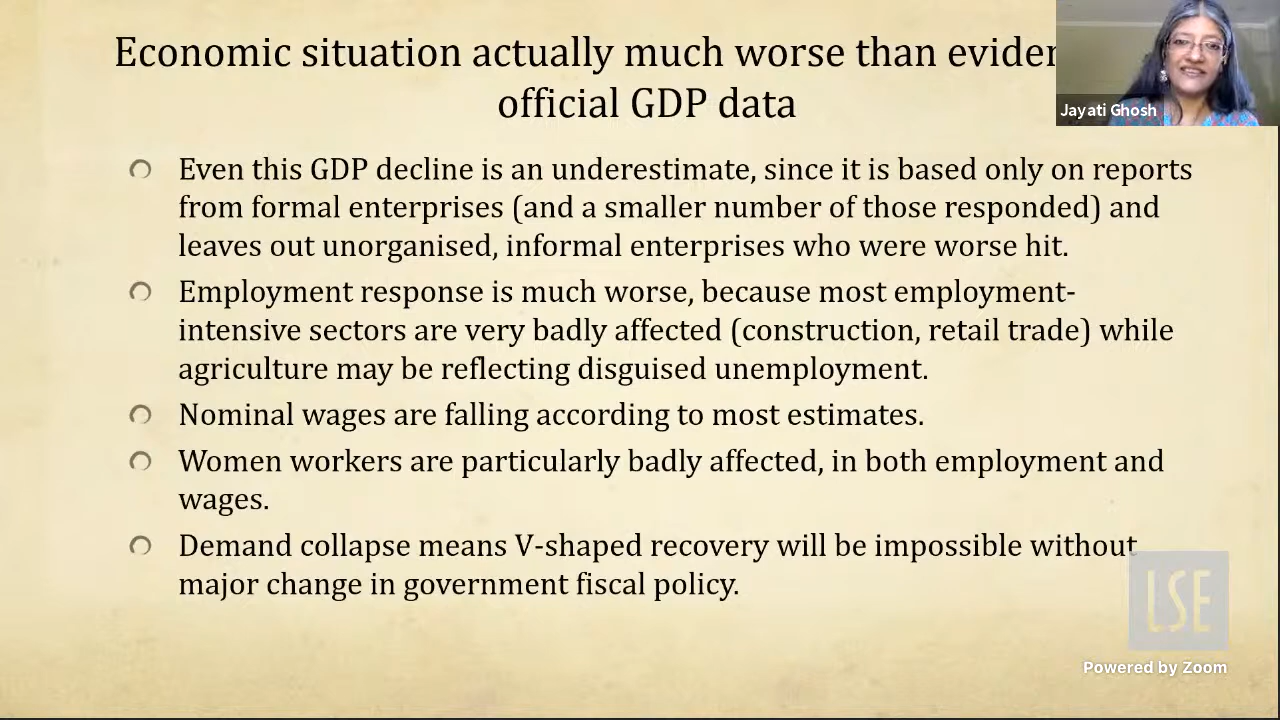 Economic situation actually much worse than
official GDP data
Jayati Ghosh
Even this GDP decline is an underestimate, since it is based only on reports
from formal enterprises (and a smaller number of those responded) and
leaves out unorganised, informal enterprises who were worse hit.
Employment response is much worse, because most employment-
intensive sectors are very badly affected (construction, retail trade) while
agriculture may be reflecting disguised unemployment.
Nominal wages are falling according to most estimates.
Women workers are particularly badly affected, in both employment and
wages.
Demand collapse means V-shaped recovery will be impossible without
major change in government fiscal policy.
LSE
Powered by Zoom